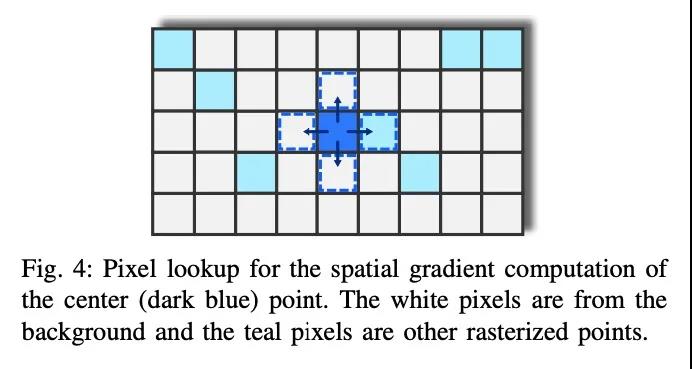 Fig. 4: Pixel lookup for the spatial gradient computation of
the center (dark blue) point. The white pixels are from the
background and the teal pixels are other rasterized points.